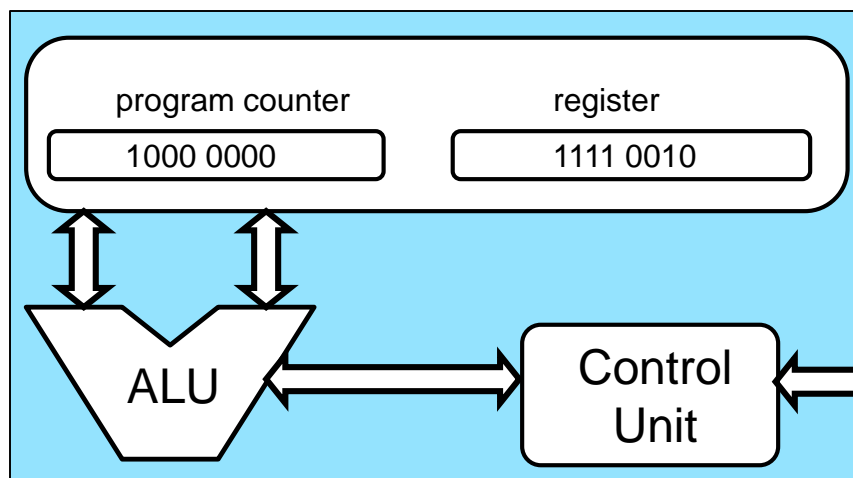 program counter
register
1000 0000
1111 0010
ALU
Control
Unit